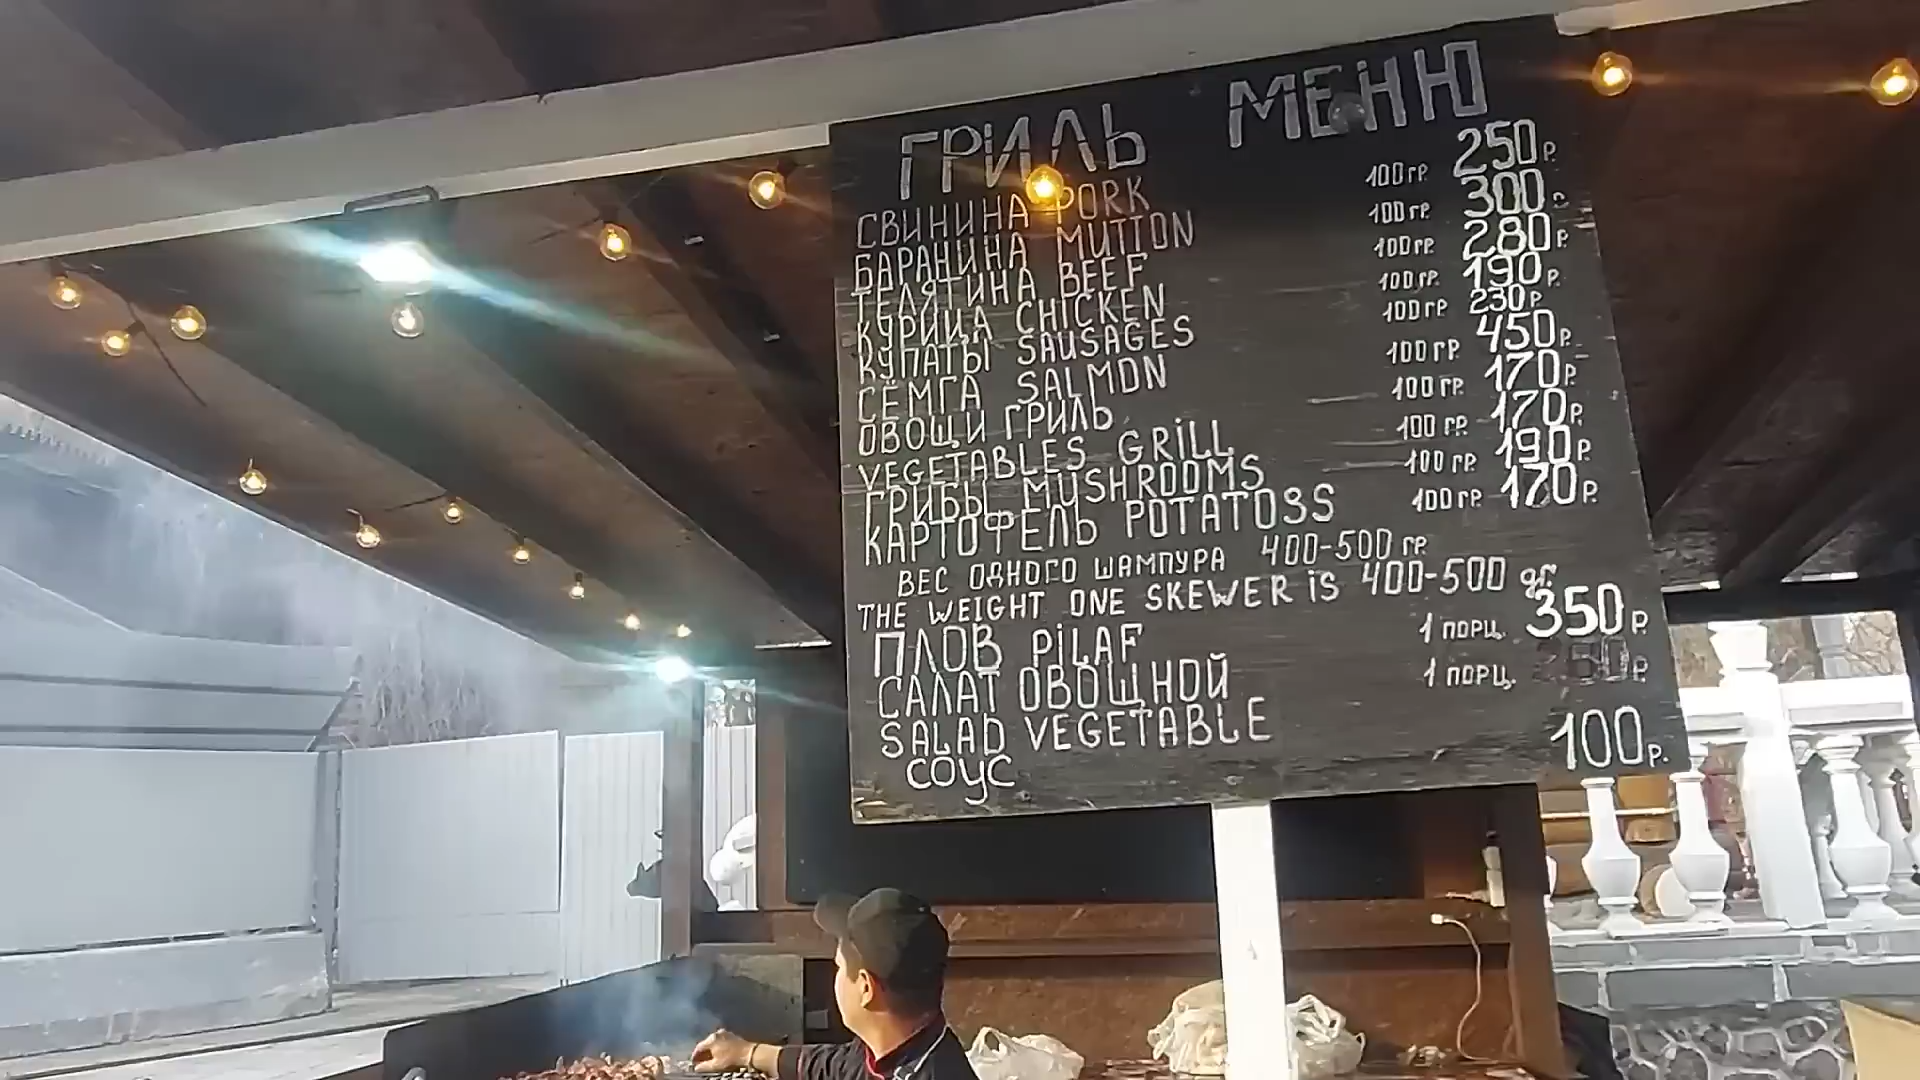 ГРИЛЬ МЕНЮ
СВИНИНА PORK 100 гр. 250 р.
БАРАНИНА MUTTON 100 гр. 300 р.
ТЕЛЯТИНА BEEF 100 гр. 280 р.
КУРИЦА CHICKEN 100 гр. 190 р.
КУПАТЫ SAUSAGES 100 гр 230 р.
СЁМГА SALMON 100 гр. 450 р.
ОВОЩИ ГРИЛЬ 100 гр. 170 р.
VEGETABLES GRiLL 100 гр. 170 р.
ГРИБЫ MUSHROOMS 100 гр. 190 р.
КАРТОФЕЛЬ POTATOSS 100 гр. 170 р.
ВЕС ОДНОГО ШАМПУРА 400-500 гр.
THE WEIGHT ONE SKEWER iS 400-500 gr.
ПЛОВ PiLAF 1 порц. 350 р.
САЛАТ ОВОЩНОЙ 1 порц. р.
SALAD VEGETABLE
СОУС 100 р.